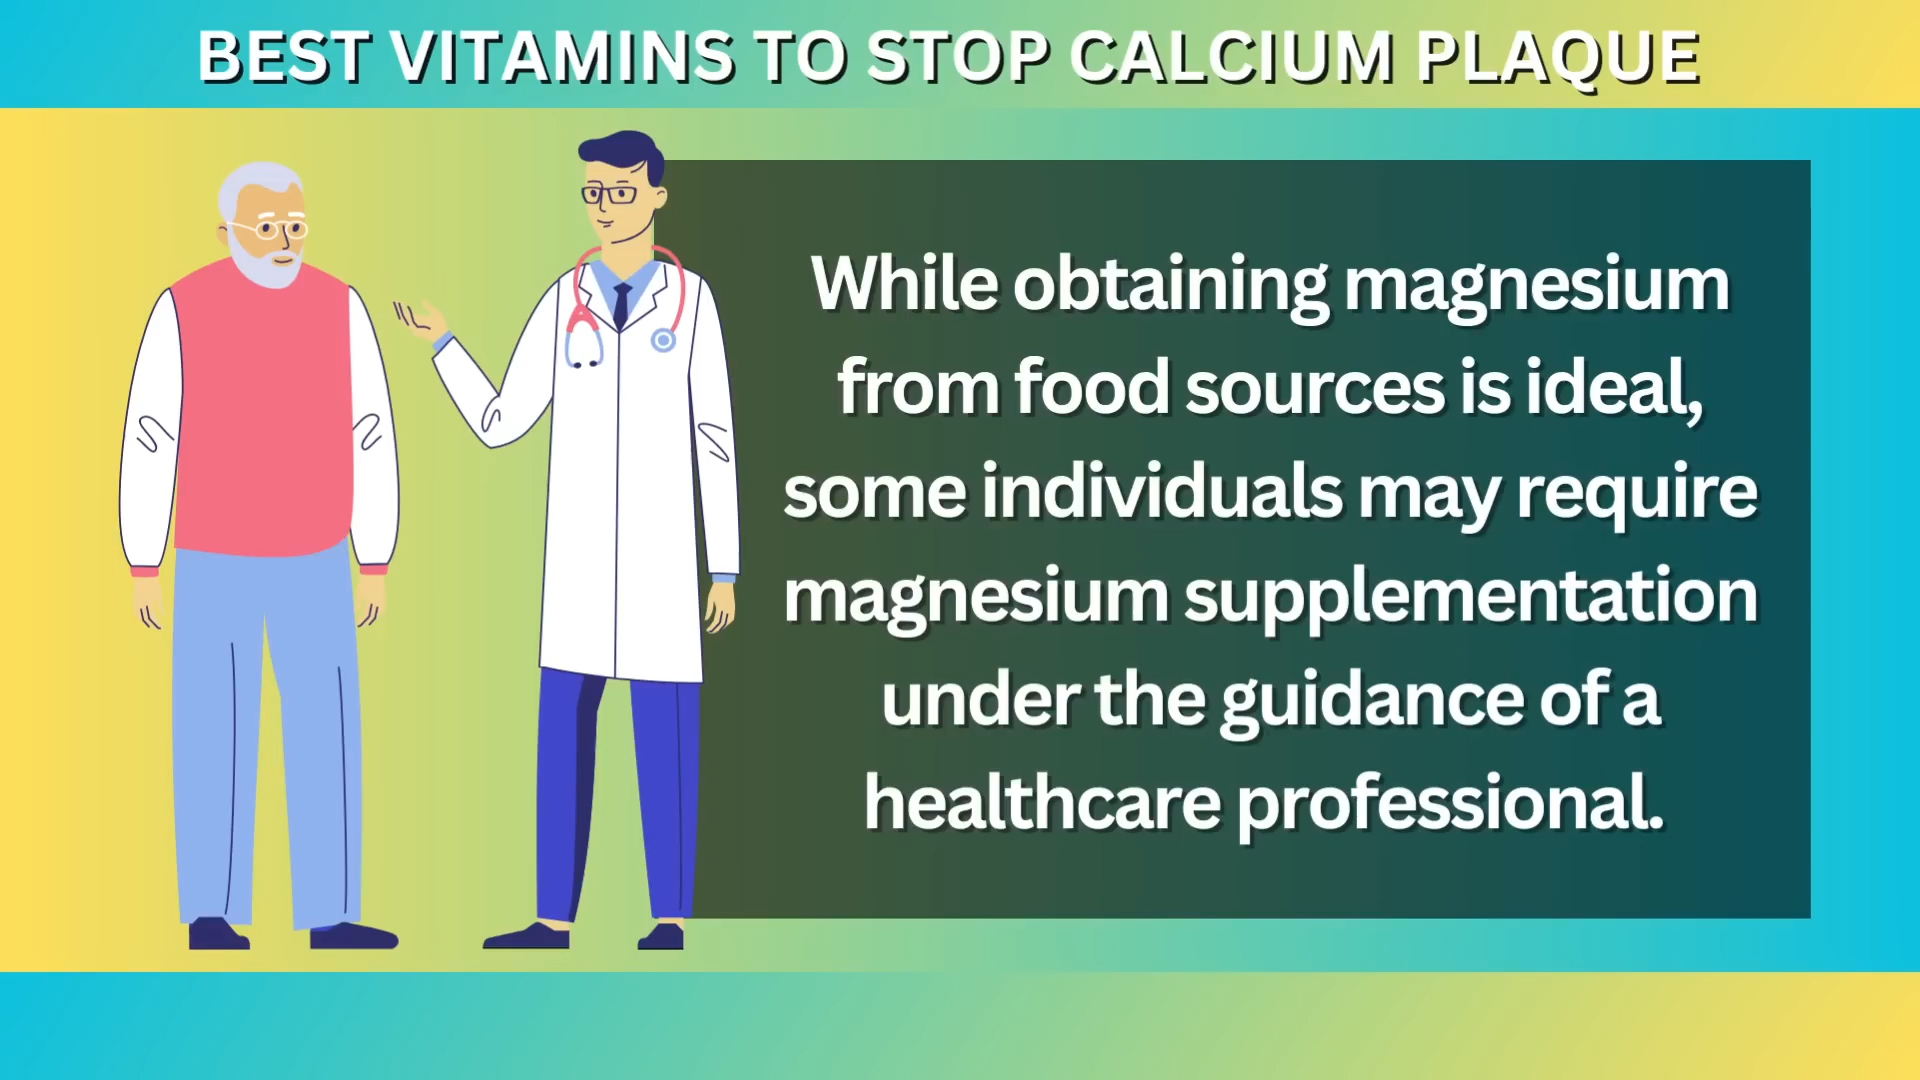 BEST VITAMINS TO STOP CALCIUM PLAQUE
While obtaining magnesium
from food sources is ideal,
some individuals may require
magnesium supplementation
under the guidance of a
healthcare professional.